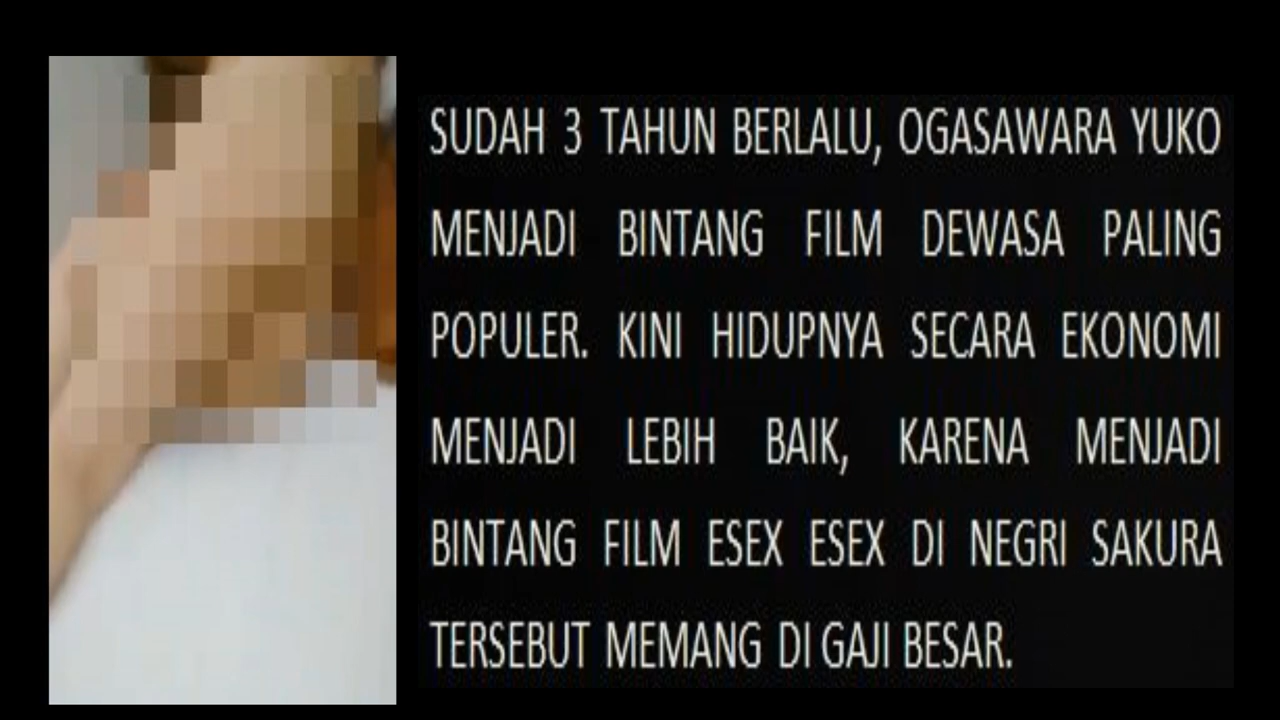 SUDAH 3 TAHUN BERLALU, OGASAWARA YUKO
MENJADI BINTANG FILM DEWASA PALING
POPULER. KINI HIDUPNYA SECARA EKONOMI
MENJADI LEBIH BAIK, KARENA MENJADI
BINTANG FILM ESEX ESEX DI NEGRI SAKURA
TERSEBUT MEMANG DI GAJI BESAR.